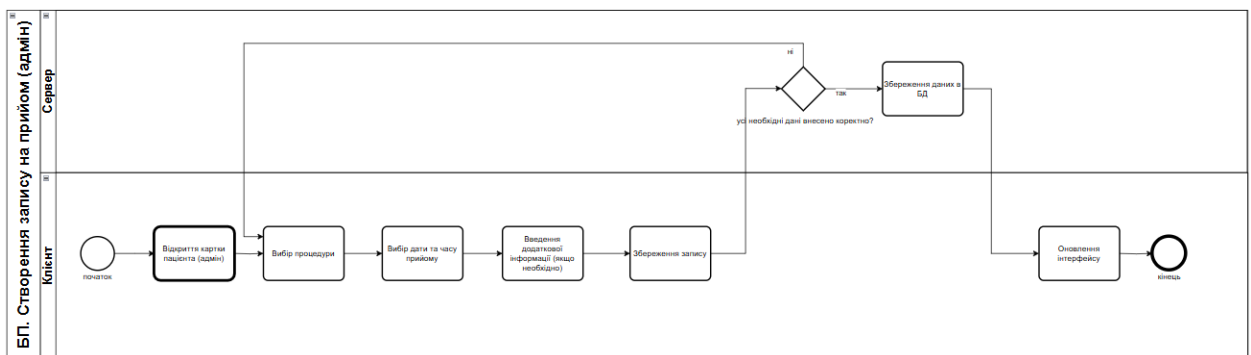 БП. Створення запису на прийом (адмін)
Сервер
ні
так
Збереження даних в
БД
усі необхідні дані внесено коректно?
Клієнт
початок
Відкриття картки
пацієнта (адмін)
Вибір процедури
Вибір дати та часу
прийому
Введення
додаткової
інформації (якщо
необхідно)
Збереження запису
Оновлення
інтерфейсу
кінець